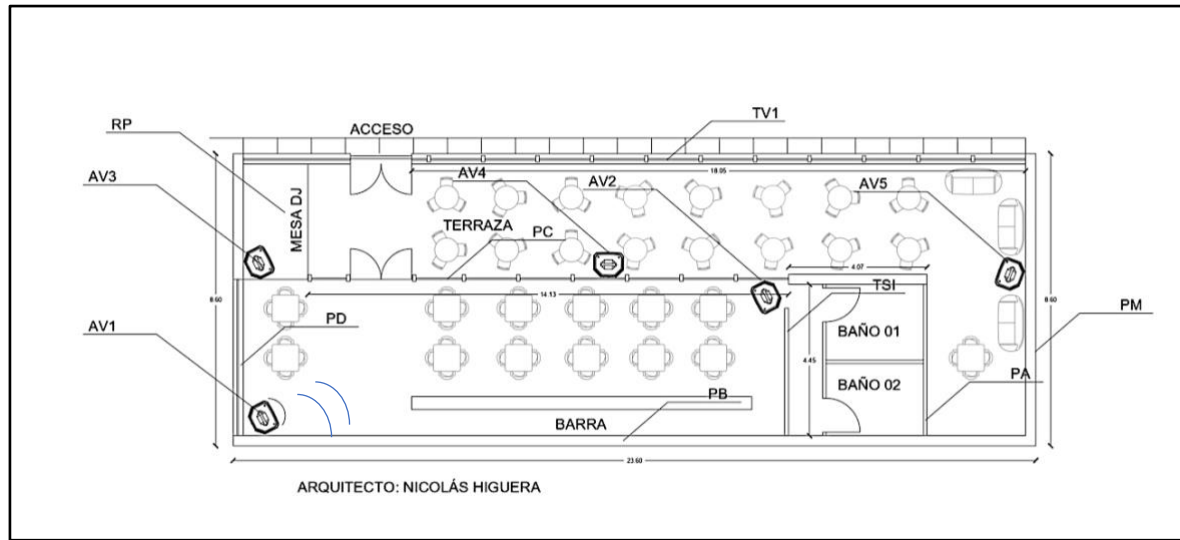 RP
ACCESO
TV1
AV3
AV4
AV2
AV5
18.05
MESA DJ
TERRAZA
PC
4.07
14.13
TSI
8.60
8.60
AV1
PD
BAÑO 01
PM
4.45
BAÑO 02
PA
PB
BARRA
23.60
ARQUITECTO: NICOLÁS HIGUERA